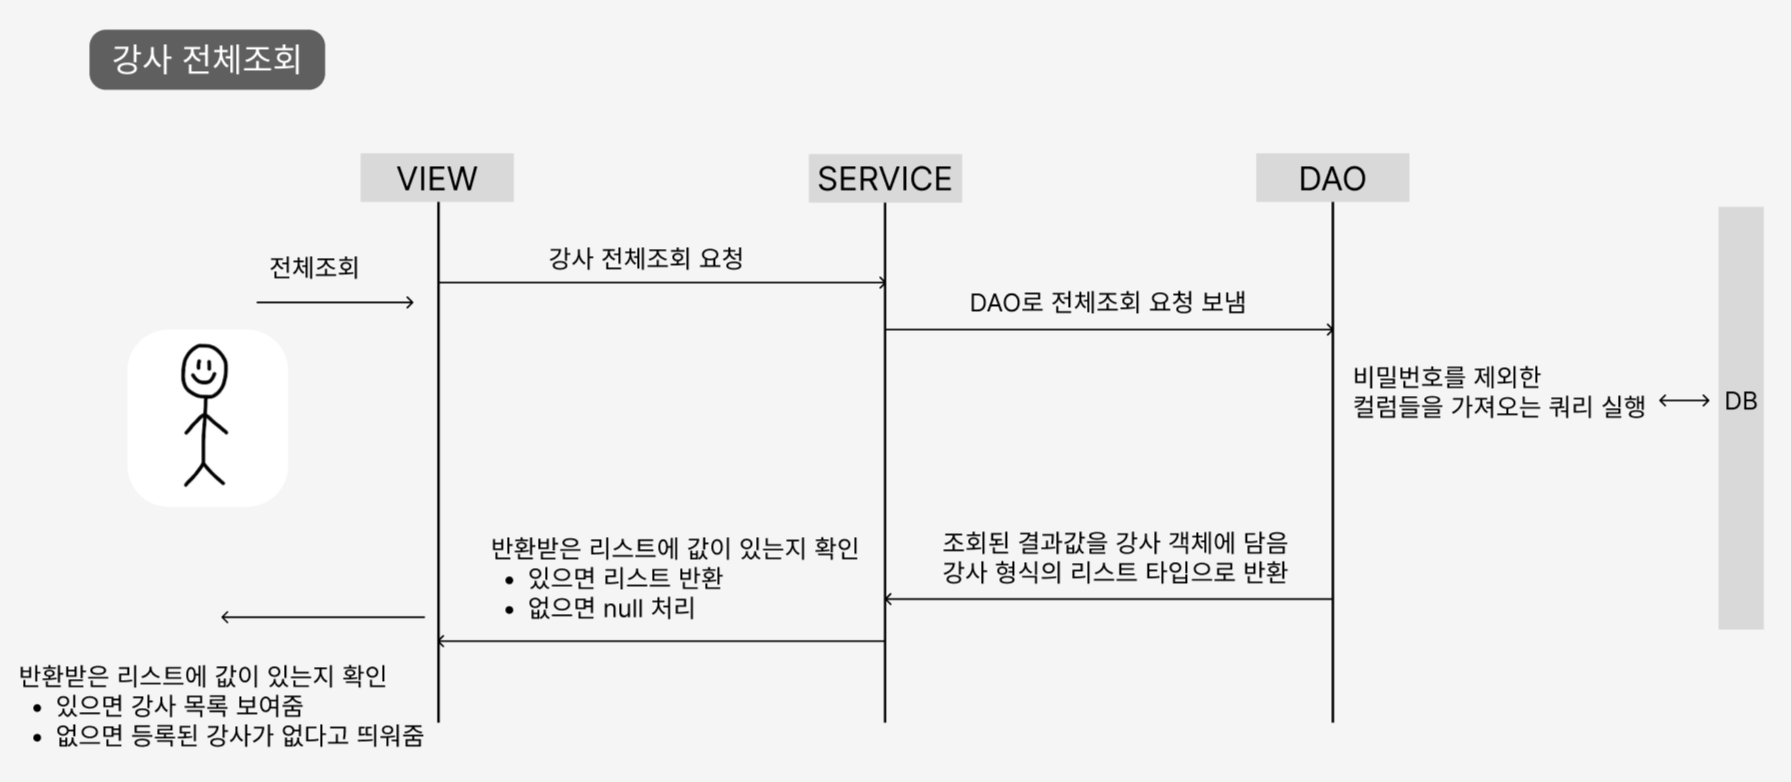 강사 전체조회
VIEW
SERVICE
DAO
전체조회
강사 전체조회 요청
DAO로 전체조회 요청 보냄
비밀번호를 제외한
컬럼들을 가져오는 쿼리 실행
DB
조회된 결과값을 강사 객체에 담음
강사 형식의 리스트 타입으로 반환
반환받은 리스트에 값이 있는지 확인
• 있으면 리스트 반환
• 없으면 null 처리
반환받은 리스트에 값이 있는지 확인
• 있으면 강사 목록 보여줌
• 없으면 등록된 강사가 없다고 띄워줌